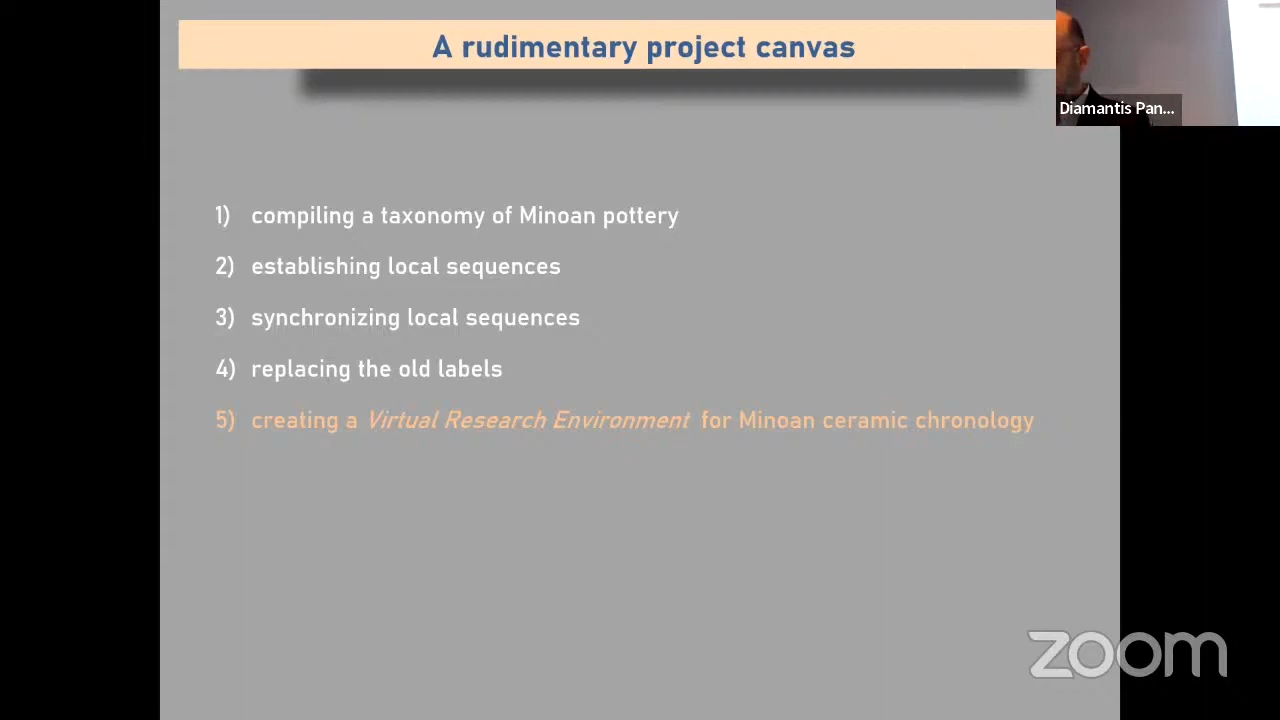 A rudimentary project canvas
Diamantis Pan...
1) compiling a taxonomy of Minoan pottery
2) establishing local sequences
3) synchronizing local sequences
4) replacing the old labels
5) creating a Virtual Research Environment for Minoan ceramic chronology
zoom